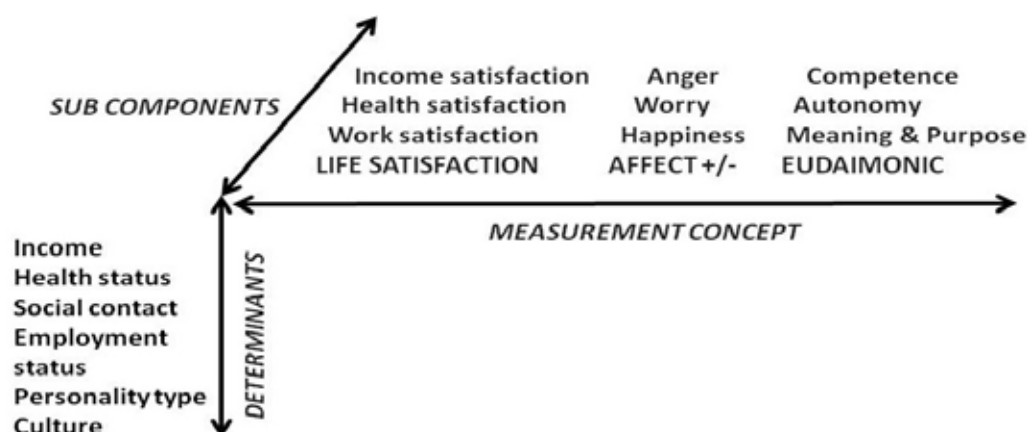 SUB COMPONENTS
Income satisfaction Anger Competence
Health satisfaction Worry Autonomy
Work satisfaction Happiness Meaning & Purpose
LIFE SATISFACTION AFFECT +/- EUDAIMONIC
MEASUREMENT CONCEPT
DETERMINANTS
Income
Health status
Social contact
Employment
status
Personality type
Culture